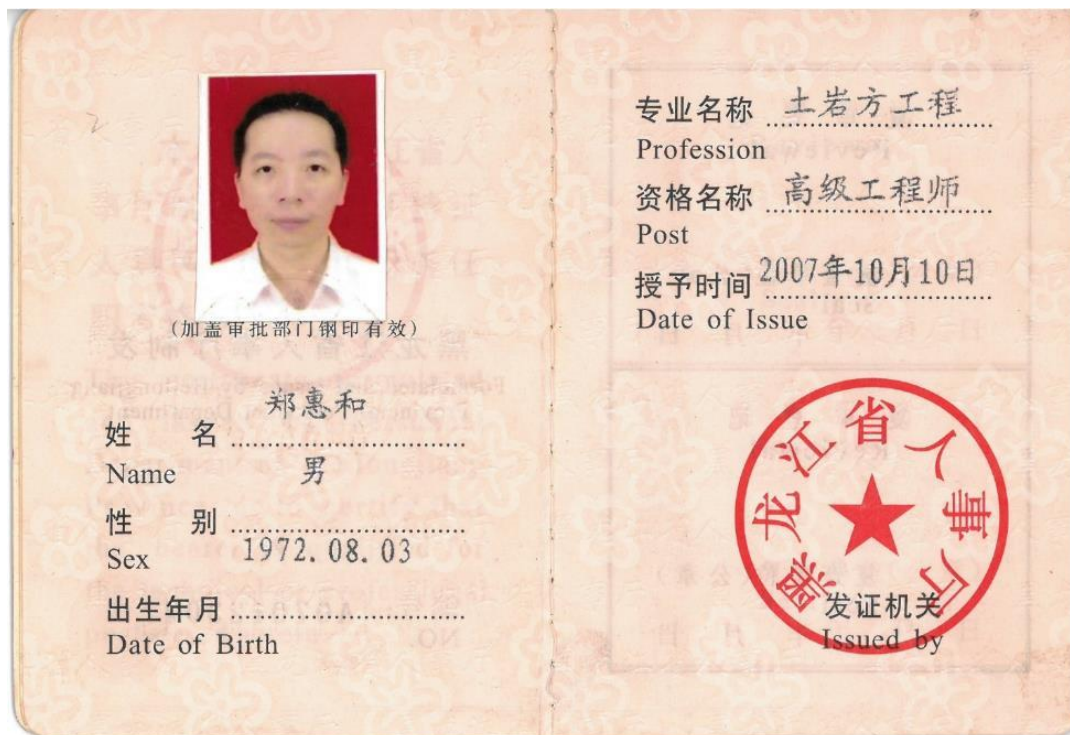 (加盖审批部门钢印有效)
郑惠和
姓 名
Name
男
性 别
Sex
1972.08.03
出生年月
Date of Birth
专业名称 土岩方工程
Profession
资格名称 高级工程师
Post
授予时间 2007年10月10日
Date of Issue
黑龙江省人事厅
发证机关
Issued by